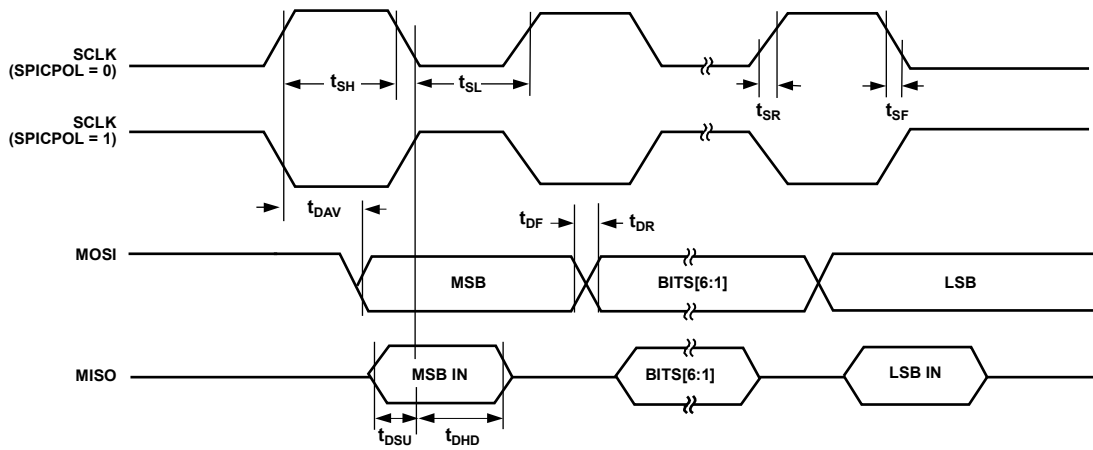 SCLK
(SPICPOL = 0)
tSH
tSL
tSR
tSF
SCLK
(SPICPOL = 1)
tDAV
tDF
tDR
MOSI
MSB
BITS[6:1]
LSB
MISO
MSB IN
BITS[6:1]
LSB IN
tDSU
tDHD